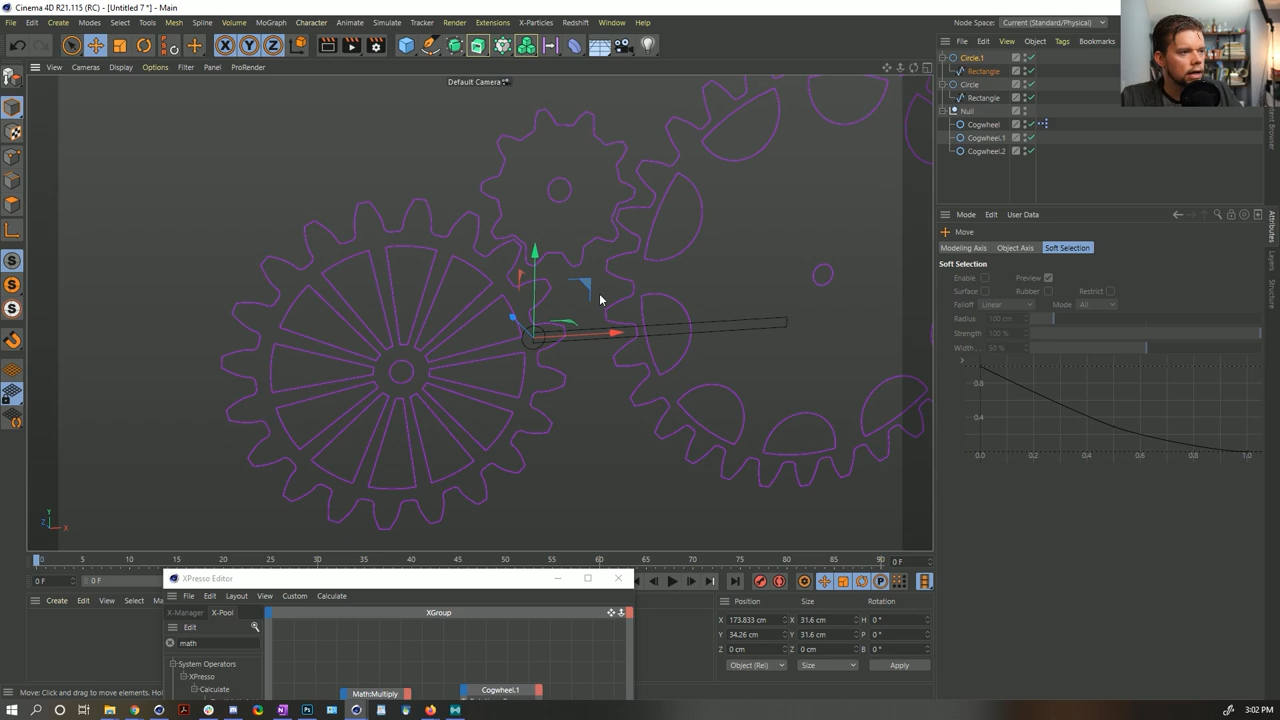 Cinema 4D R21.115 (RC) - [Untitled 7 *] - Main
File Edit Create Modes Select Tools Mesh Spline Volume MoGraph Character Animate Simulate Tracker Render Extensions X-Particles Redshift Window Help
Node Space: Current (Standard/Physical)
View Cameras Display Options Filter Panel ProRender
Default Camera
File Edit View Object Tags Bookmarks
Circle.1
Rectangle
Circle
Rectangle
Null
Cogwheel
Cogwheel.1
Cogwheel.2
Mode Edit User Data
Move
Modeling Axis Object Axis Soft Selection
Soft Selection
Enable Preview
Surface Rubber Restrict
Falloff Linear Mode All
Radius 100 cm
Strength 100 %
Width 50 %
0.8
0.4
0.0 0.2 0.4 0.6 0.8 1.0
Attributes
Layers
Structure
Y
Z X
0 5 10 15 20 25 30 35 40 45 50 55 60 65 70 75 80 85 90 0 F
0 F 0 F
Create Edit View Select
XPresso Editor
File Edit Layout View Custom Calculate
X-Manager X-Pool
XGroup
Edit
math
System Operators
XPresso
Calculate
Math:Multiply
Cogwheel.1
Position Size Rotation
X 173.833 cm X 31.6 cm H 0 °
Y 34.26 cm Y 31.6 cm P 0 °
Z 0 cm Z 0 cm B 0 °
Object (Rel) Size Apply
Move: Click and drag to move elements.
3:02 PM